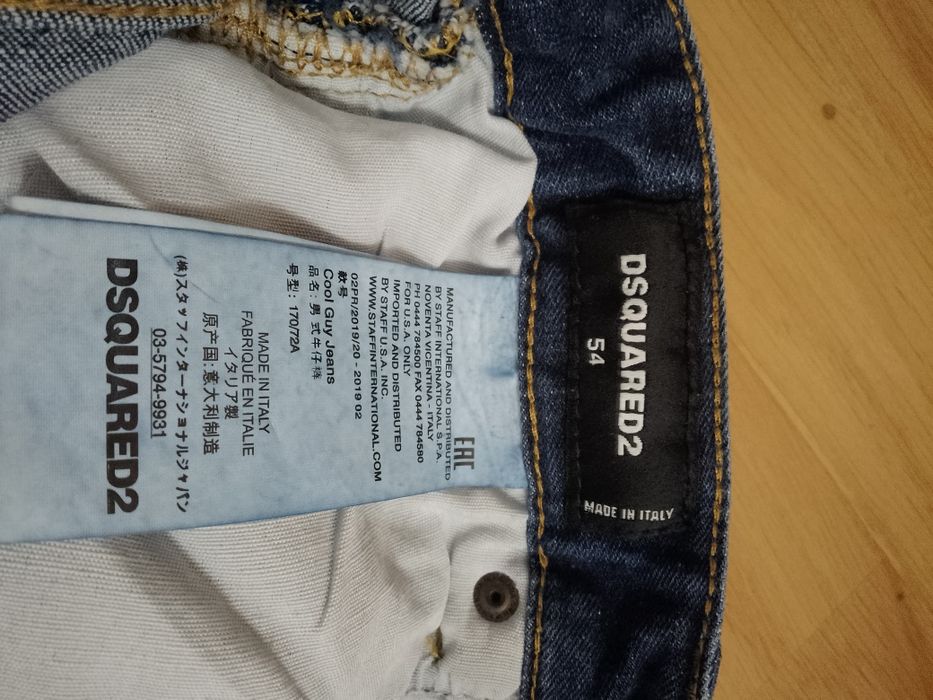 DSQUARED2
54
MADE IN ITALY
EAC
MANUFACTURED AND DISTRIBUTED
BY STAFF INTERNATIONAL S.P.A.
NOVENTA VICENTINA - ITALY
PH 0444 784500 FAX 0444 784580
FOR U.S.A. ONLY
IMPORTED AND DISTRIBUTED
BY STAFF U.S.A. INC.
WWW.STAFFINTERNATIONAL.COM
02PR/2019/20 - 2019 02
款号
Cool Guy Jeans
品名: 男式牛仔裤
号型: 170/72A
MADE IN ITALY
FABRIQUÉ EN ITALIE
イタリア製
原产国:意大利制造
(株)スタッフインターナショナルジャパン
03-5794-9931
DSQUARED2